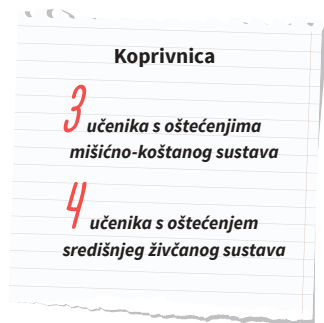 Koprivnica
3 učenika s oštećenjima
mišićno-koštanog sustava
4 učenika s oštećenjem
središnjeg živčanog sustava